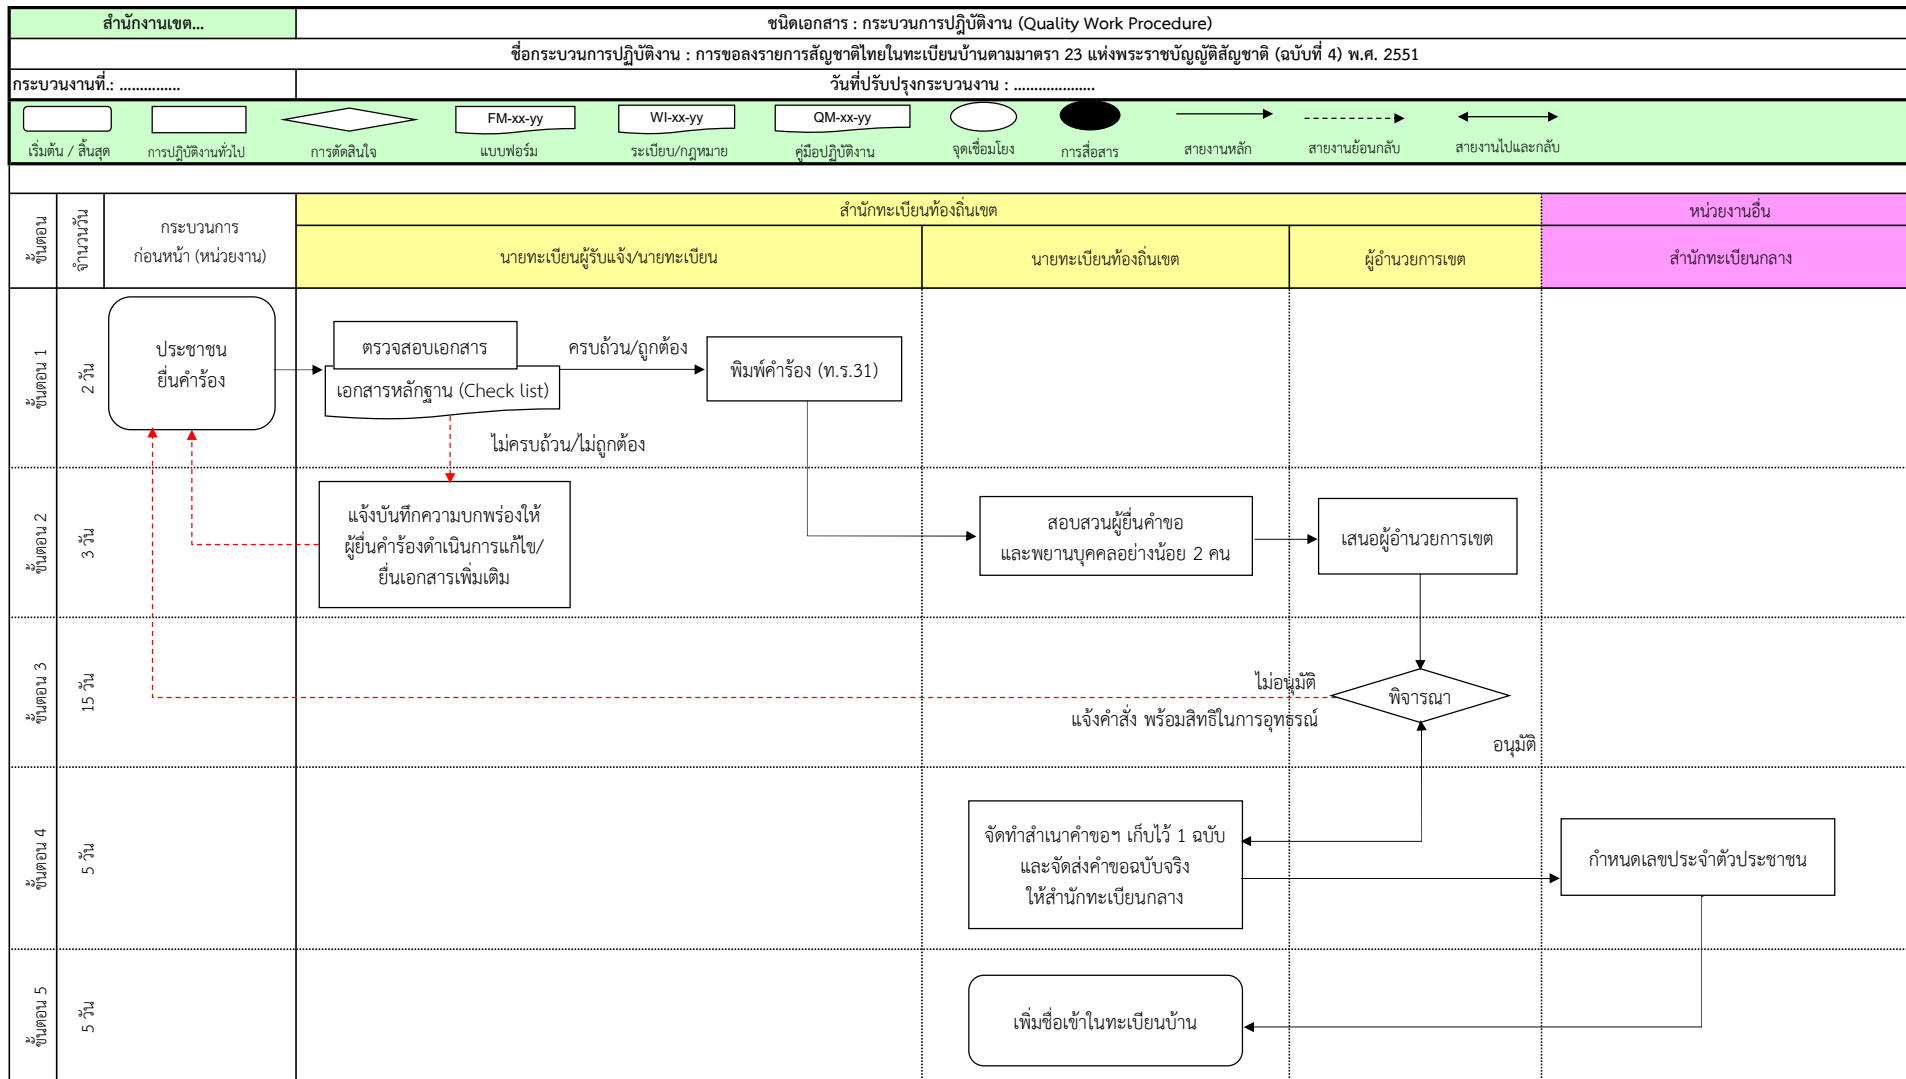 สำนักงานเขต...
ชนิดเอกสาร : กระบวนการปฎิบัติงาน (Quality Work Procedure)
ชื่อกระบวนการปฏิบัติงาน : การขอลงรายการสัญชาติไทยในทะเบียนบ้านตามมาตรา 23 แห่งพระราชบัญญัติสัญชาติ (ฉบับที่ 4) พ.ศ. 2551
กระบวนงานที่.: ...............
วันที่ปรับปรุงกระบวนงาน : ....................
FM-xx-yy
WI-xx-yy
QM-xx-yy
เริ่มต้น / สิ้นสุด
การปฏิบัติงานทั่วไป
การตัดสินใจ
แบบฟอร์ม
ระเบียบ/กฎหมาย
คู่มือปฏิบัติงาน
จุดเชื่อมโยง
การสื่อสาร
สายงานหลัก
สายงานย้อนกลับ
สายงานไปและกลับ
ขั้นตอน
จำนวนวัน
กระบวนการ
ก่อนหน้า (หน่วยงาน)
สำนักทะเบียนท้องถิ่นเขต
หน่วยงานอื่น
นายทะเบียนผู้รับแจ้ง/นายทะเบียน
นายทะเบียนท้องถิ่นเขต
ผู้อำนวยการเขต
สำนักทะเบียนกลาง
ขั้นตอน 1
2 วัน
ประชาชน
ยื่นคำร้อง
ตรวจสอบเอกสาร
เอกสารหลักฐาน (Check list)
ครบถ้วน/ถูกต้อง
พิมพ์คำร้อง (ท.ร.31)
ไม่ครบถ้วน/ไม่ถูกต้อง
ขั้นตอน 2
3 วัน
แจ้งบันทึกความบกพร่องให้
ผู้ยื่นคำร้องดำเนินการแก้ไข/
ยื่นเอกสารเพิ่มเติม
สอบสวนผู้ยื่นคำขอ
และพยานบุคคลอย่างน้อย 2 คน
เสนอผู้อำนวยการเขต
ขั้นตอน 3
15 วัน
ไม่อนุมัติ
แจ้งคำสั่ง พร้อมสิทธิในการอุทธรณ์
พิจารณา
อนุมัติ
ขั้นตอน 4
5 วัน
จัดทำสำเนาคำขอฯ เก็บไว้ 1 ฉบับ
และจัดส่งคำขอฉบับจริง
ให้สำนักทะเบียนกลาง
กำหนดเลขประจำตัวประชาชน
ขั้นตอน 5
5 วัน
เพิ่มชื่อเข้าในทะเบียนบ้าน